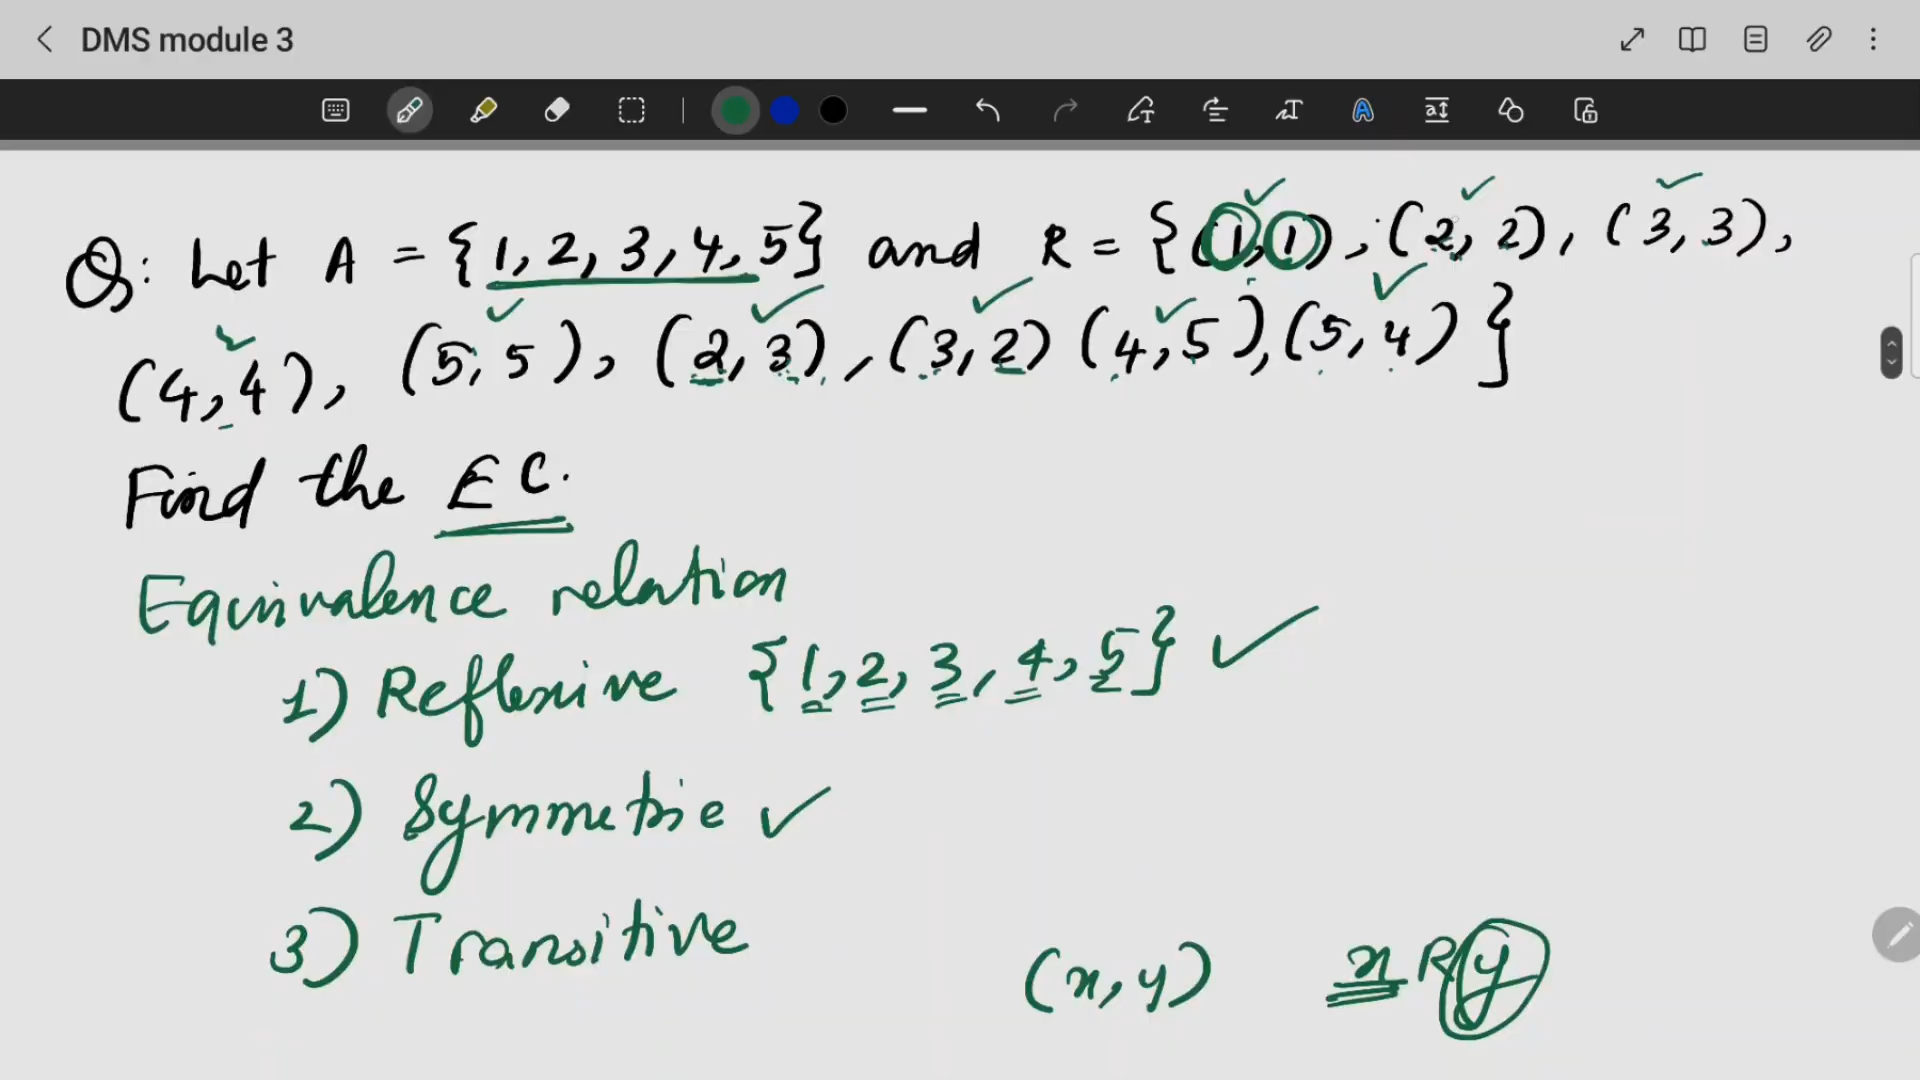 DMS module 3
Q: Let A = {1, 2, 3, 4, 5} and R = {(1, 1), (2, 2), (3, 3),
(4, 4), (5, 5), (2, 3), (3, 2) (4, 5), (5, 4)}
Find the EC.
Equivalence relation
1) Reflexive {1, 2, 3, 4, 5} ✓
2) Symmetric ✓
3) Transitive
(x, y) x R y